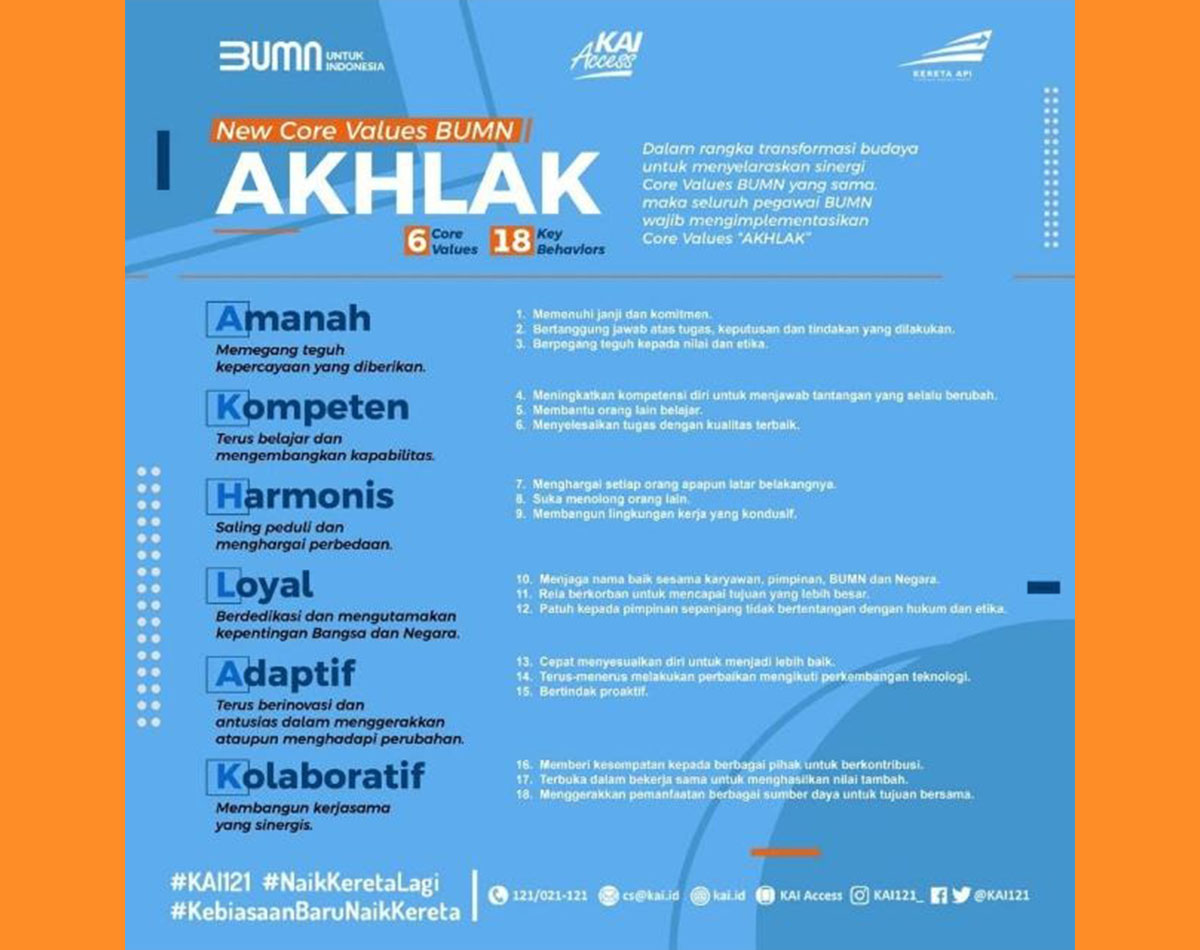 BUMN UNTUK
INDONESIA
KAI
Access
KERETA API
New Core Values BUMN
AKHLAK
6 Core
Values
18 Key
Behaviors
Dalam rangka transformasi budaya
untuk menyelaraskan sinergi
Core Values BUMN yang sama.
maka seluruh pegawai BUMN
wajib mengimplementasikan
Core Values "AKHLAK"
Amanah
Memegang teguh
kepercayaan yang diberikan.
1. Memenuhi janji dan komitmen.
2. Bertanggung jawab atas tugas, keputusan dan tindakan yang dilakukan.
3. Berpegang teguh kepada nilai dan etika.
Kompeten
Terus belajar dan
mengembangkan kapabilitas.
4. Meningkatkan kompetensi diri untuk menjawab tantangan yang selalu berubah.
5. Membantu orang lain belajar.
6. Menyelesaikan tugas dengan kualitas terbaik.
Harmonis
Saling peduli dan
menghargai perbedaan.
7. Menghargai setiap orang apapun latar belakangnya.
8. Suka menolong orang lain.
9. Membangun lingkungan kerja yang kondusif.
Loyal
Berdedikasi dan mengutamakan
kepentingan Bangsa dan Negara.
10. Menjaga nama baik sesama karyawan, pimpinan, BUMN dan Negara.
11. Rela berkorban untuk mencapai tujuan yang lebih besar.
12. Patuh kepada pimpinan sepanjang tidak bertentangan dengan hukum dan etika.
Adaptif
Terus berinovasi dan
antusias dalam menggerakkan
ataupun menghadapi perubahan.
13. Cepat menyesuaikan diri untuk menjadi lebih baik.
14. Terus-menerus melakukan perbaikan mengikuti perkembangan teknologi.
15. Bertindak proaktif.
Kolaboratif
Membangun kerjasama
yang sinergis.
16. Memberi kesempatan kepada berbagai pihak untuk berkontribusi.
17. Terbuka dalam bekerja sama untuk menghasilkan nilai tambah.
18. Menggerakkan pemanfaatan berbagai sumber daya untuk tujuan bersama.
#KAI121 #NaikKeretaLagi
#KebiasaanBaruNaikKereta
121/021-121 cs@kai.id kai.id KAI Access KAI121_ @KAI121